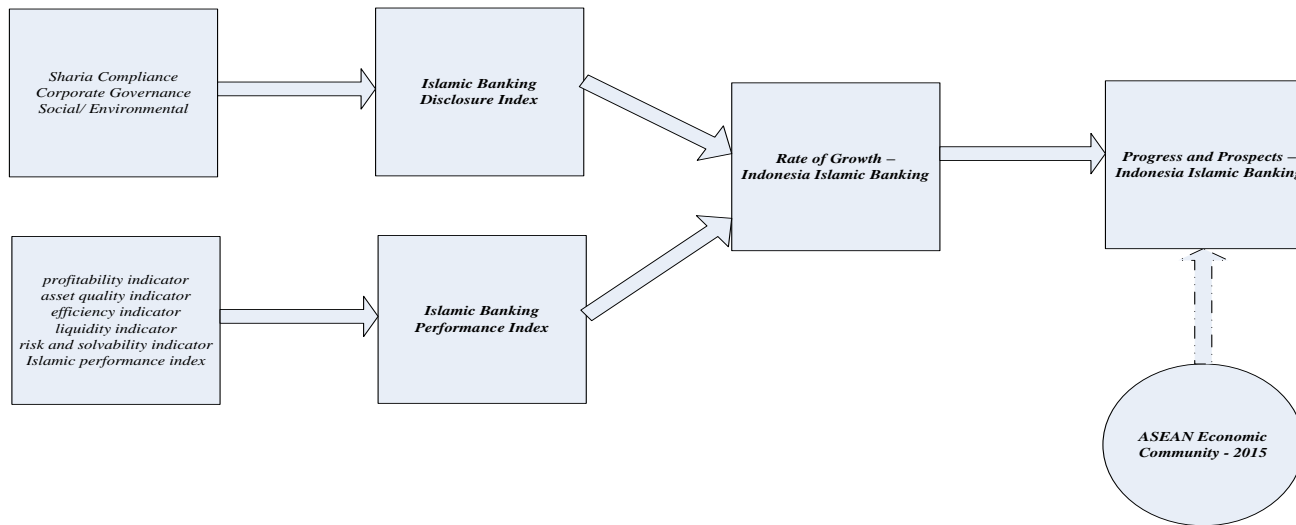 Sharia Compliance
Corporate Governance
Social/ Environmental
Islamic Banking
Disclosure Index
Rate of Growth –
Indonesia Islamic Banking
Progress and Prospects –
Indonesia Islamic Banking
profitability indicator
asset quality indicator
efficiency indicator
liquidity indicator
risk and solvability indicator
Islamic performance index
Islamic Banking
Performance Index
ASEAN Economic
Community - 2015